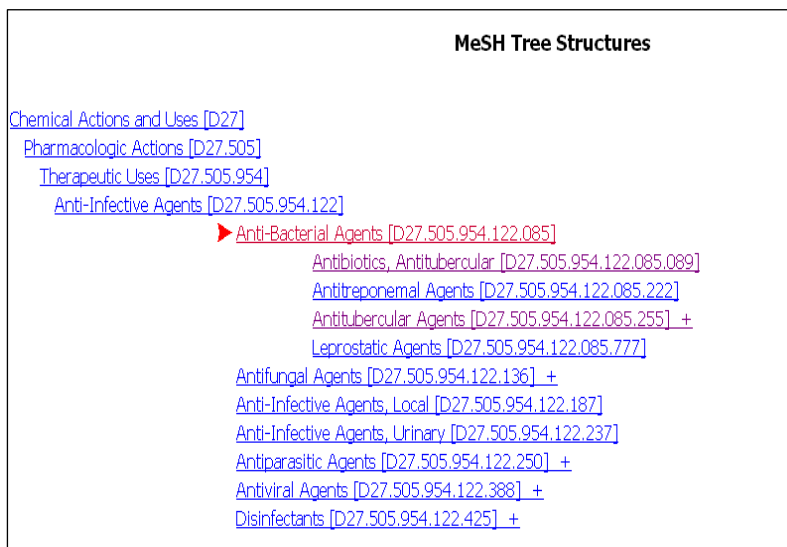 MeSH Tree Structures
Chemical Actions and Uses [D27]
Pharmacologic Actions [D27.505]
Therapeutic Uses [D27.505.954]
Anti-Infective Agents [D27.505.954.122]
Anti-Bacterial Agents [D27.505.954.122.085]
Antibiotics, Antitubercular [D27.505.954.122.085.089]
Antitreponemal Agents [D27.505.954.122.085.222]
Antitubercular Agents [D27.505.954.122.085.255] +
Leprostatic Agents [D27.505.954.122.085.777]
Antifungal Agents [D27.505.954.122.136] +
Anti-Infective Agents, Local [D27.505.954.122.187]
Anti-Infective Agents, Urinary [D27.505.954.122.237]
Antiparasitic Agents [D27.505.954.122.250] +
Antiviral Agents [D27.505.954.122.388] +
Disinfectants [D27.505.954.122.425] +